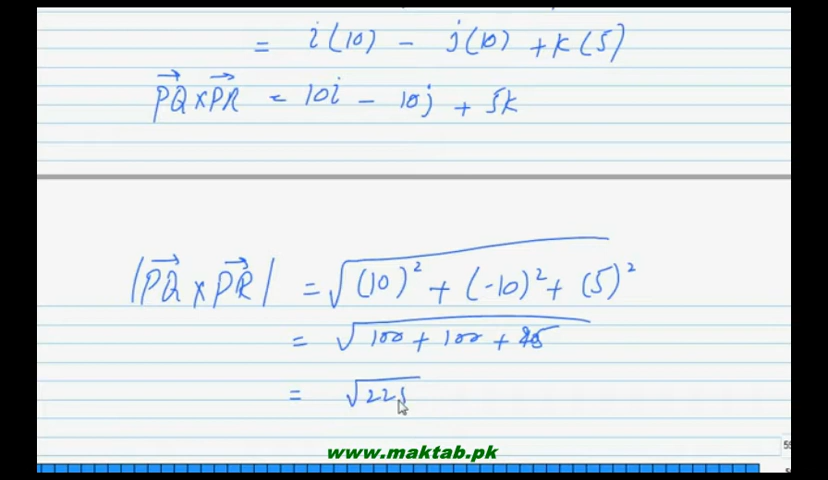 = i(10) - j(10) + k(5)
PQ × PR = 10i - 10j + 5k
|PQ × PR| = √(10)² + (-10)² + (5)²
= √100 + 100 + 25
= √225
www.maktab.pk